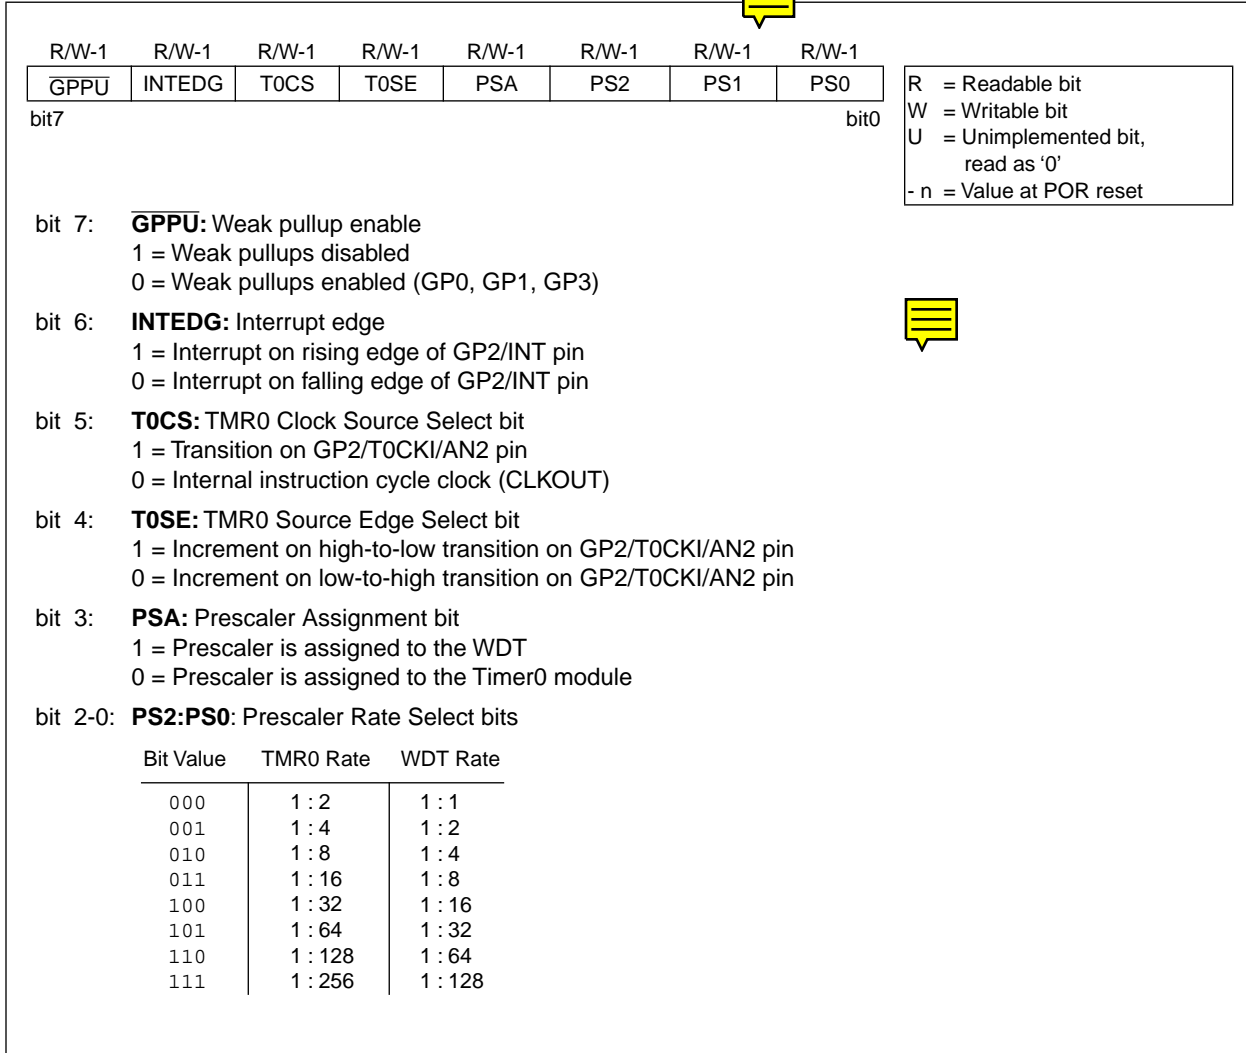 R/W-1 R/W-1 R/W-1 R/W-1 R/W-1 R/W-1 R/W-1 R/W-1
GPPU INTEDG T0CS T0SE PSA PS2 PS1 PS0
bit7 bit0
R = Readable bit
W = Writable bit
U = Unimplemented bit,
read as ‘0’
- n = Value at POR reset
bit 7: GPPU: Weak pullup enable
1 = Weak pullups disabled
0 = Weak pullups enabled (GP0, GP1, GP3)
bit 6: INTEDG: Interrupt edge
1 = Interrupt on rising edge of GP2/INT pin
0 = Interrupt on falling edge of GP2/INT pin
bit 5: T0CS: TMR0 Clock Source Select bit
1 = Transition on GP2/T0CKI/AN2 pin
0 = Internal instruction cycle clock (CLKOUT)
bit 4: T0SE: TMR0 Source Edge Select bit
1 = Increment on high-to-low transition on GP2/T0CKI/AN2 pin
0 = Increment on low-to-high transition on GP2/T0CKI/AN2 pin
bit 3: PSA: Prescaler Assignment bit
1 = Prescaler is assigned to the WDT
0 = Prescaler is assigned to the Timer0 module
bit 2-0: PS2:PS0: Prescaler Rate Select bits
Bit Value TMR0 Rate WDT Rate
000 1 : 2 1 : 1
001 1 : 4 1 : 2
010 1 : 8 1 : 4
011 1 : 16 1 : 8
100 1 : 32 1 : 16
101 1 : 64 1 : 32
110 1 : 128 1 : 64
111 1 : 256 1 : 128